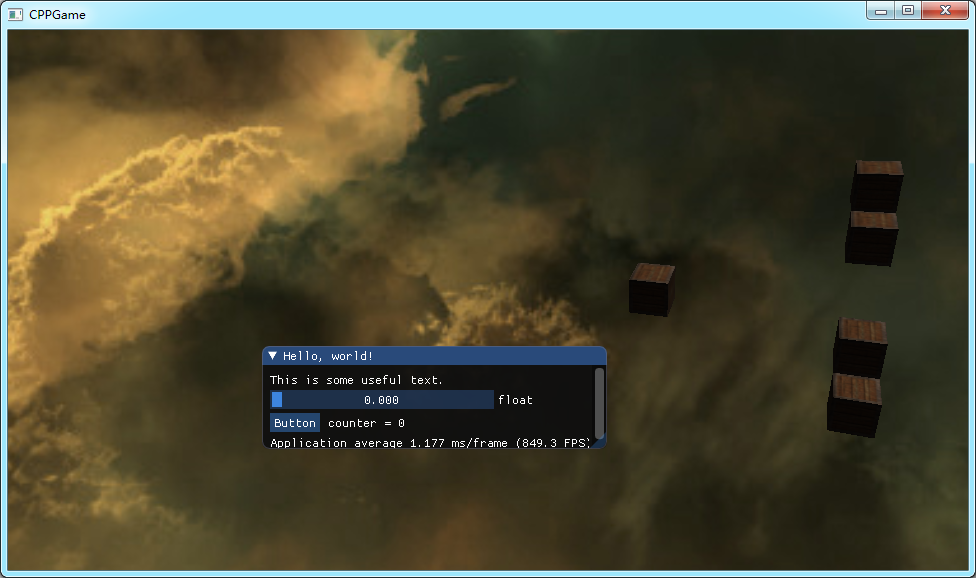 CPPGame
Hello, world!
This is some useful text.
0.000 float
Button counter = 0
Application average 1.177 ms/frame (849.3 FPS)